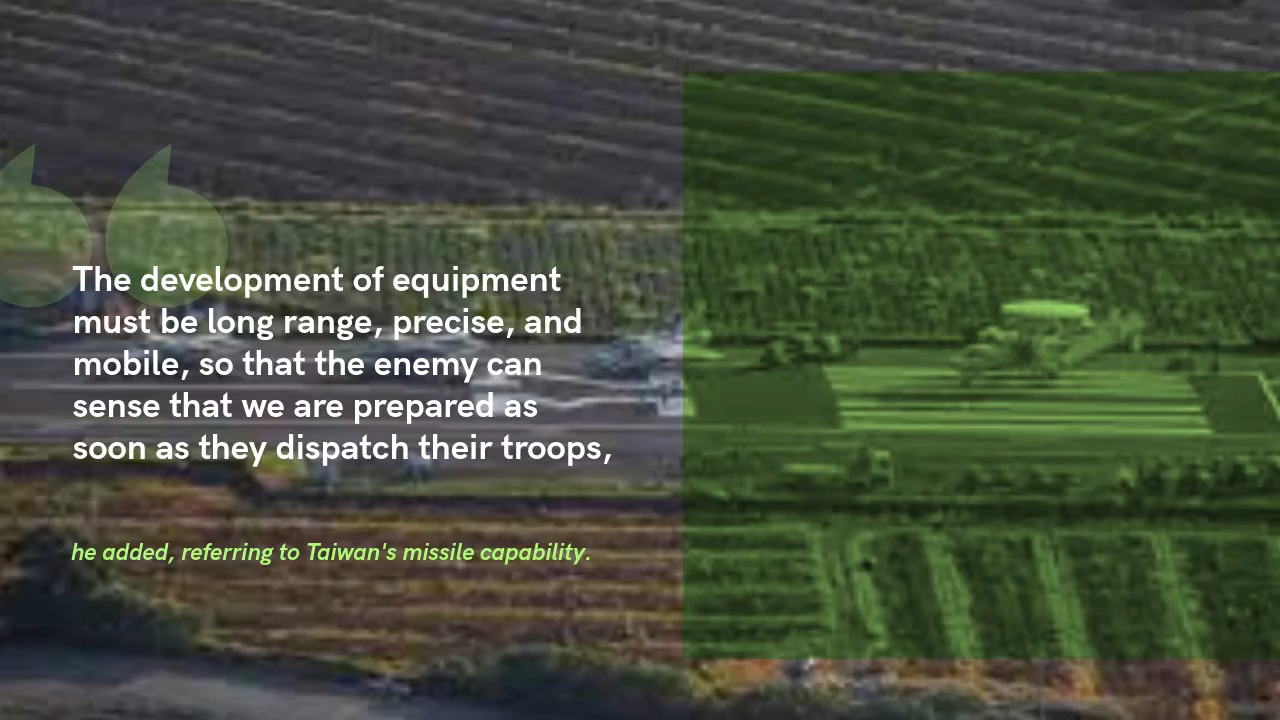 The development of equipment
must be long range, precise, and
mobile, so that the enemy can
sense that we are prepared as
soon as they dispatch their troops,
he added, referring to Taiwan's missile capability.